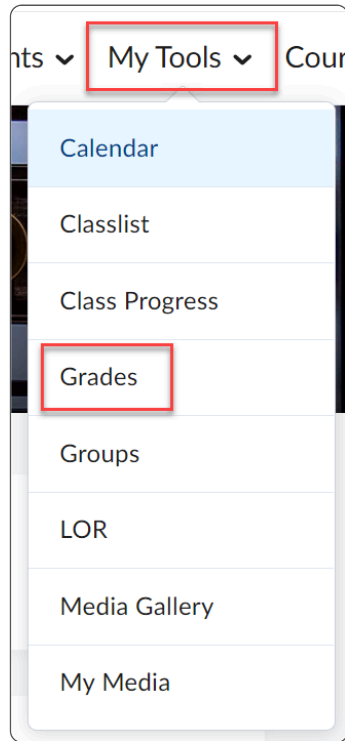 nts My Tools Cour
Calendar
Classlist
Class Progress
Grades
Groups
LOR
Media Gallery
My Media